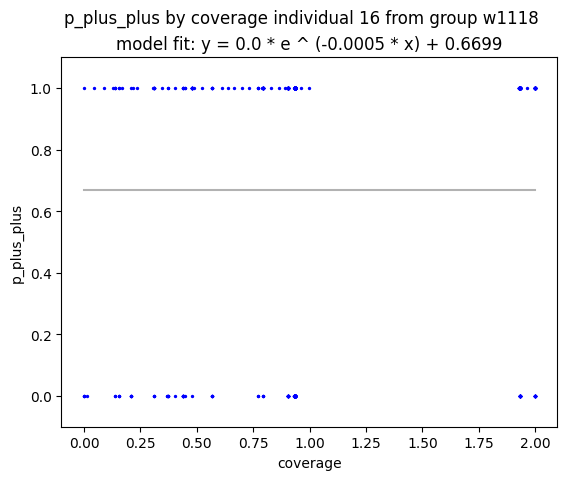 p_plus_plus by coverage individual 16 from group w1118
model fit: y = 0.0 * e ^ (-0.0005 * x) + 0.6699
1.0
0.8
0.6
0.4
0.2
0.0
p_plus_plus
0.00 0.25 0.50 0.75 1.00 1.25 1.50 1.75 2.00
coverage